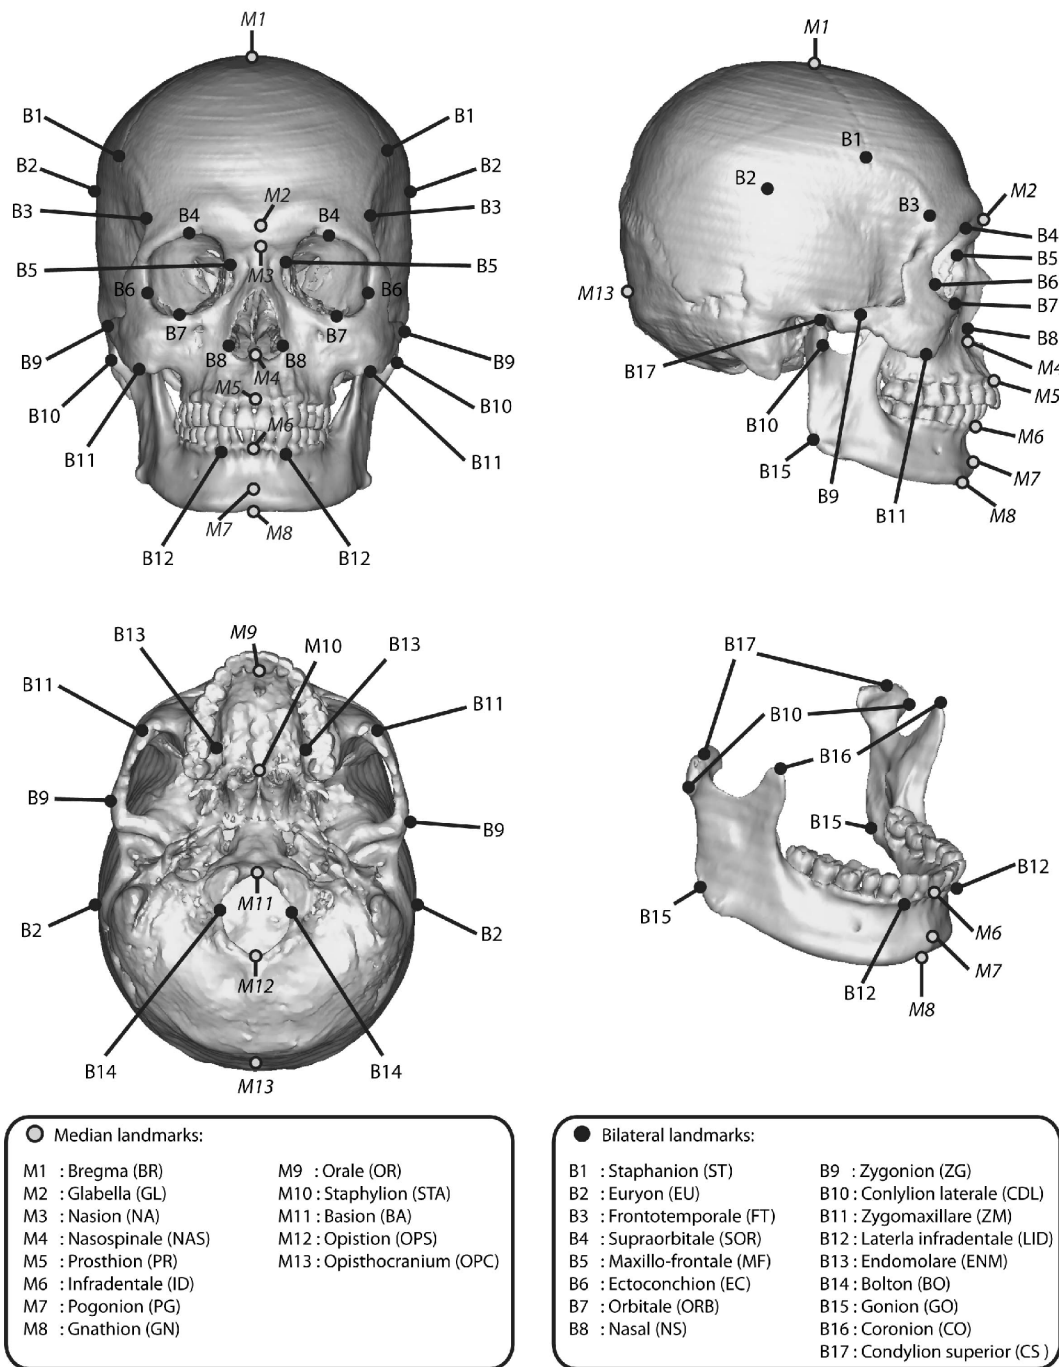 M1
M1
B1
B1
B1
B2
B2
B2
M2
M2
B3
B3
B3
B4
B4
B4
B5
M3
B5
B5
B6
B6
B6
M13
B7
B7
B7
B8
B8
B8
B9
M4
B9
B17
M4
M5
M5
B10
B10
B10
M6
M6
B11
B11
B15
M7
B9
B11
M8
M7
M8
B12
B12
B13
M9
M10
B13
B17
B11
B11
B10
B16
B9
B9
B15
B12
M11
B2
B2
B15
M6
M7
M12
B12
M8
B14
M13
B14
Median landmarks:
M1 : Bregma (BR)
M2 : Glabella (GL)
M3 : Nasion (NA)
M4 : Nasospinale (NAS)
M5 : Prosthion (PR)
M6 : Infradentale (ID)
M7 : Pogonion (PG)
M8 : Gnathion (GN)
M9 : Orale (OR)
M10 : Staphylion (STA)
M11 : Basion (BA)
M12 : Opistion (OPS)
M13 : Opisthocranium (OPC)
Bilateral landmarks:
B1 : Staphanion (ST)
B2 : Euryon (EU)
B3 : Frontotemporale (FT)
B4 : Supraorbitale (SOR)
B5 : Maxillo-frontale (MF)
B6 : Ectoconchion (EC)
B7 : Orbitale (ORB)
B8 : Nasal (NS)
B9 : Zygonion (ZG)
B10 : Conlylion laterale (CDL)
B11 : Zygomaxillare (ZM)
B12 : Laterla infradentale (LID)
B13 : Endomolare (ENM)
B14 : Bolton (BO)
B15 : Gonion (GO)
B16 : Coronion (CO)
B17 : Condylion superior (CS )